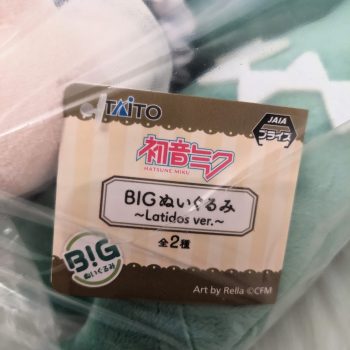 TAITO
JAIA
プライズ
初音ミク
HATSUNE MIKU
BIGぬいぐるみ
～Latidos ver.～
全2種
BIG
ぬいぐるみ
Art by Rella ©CFM